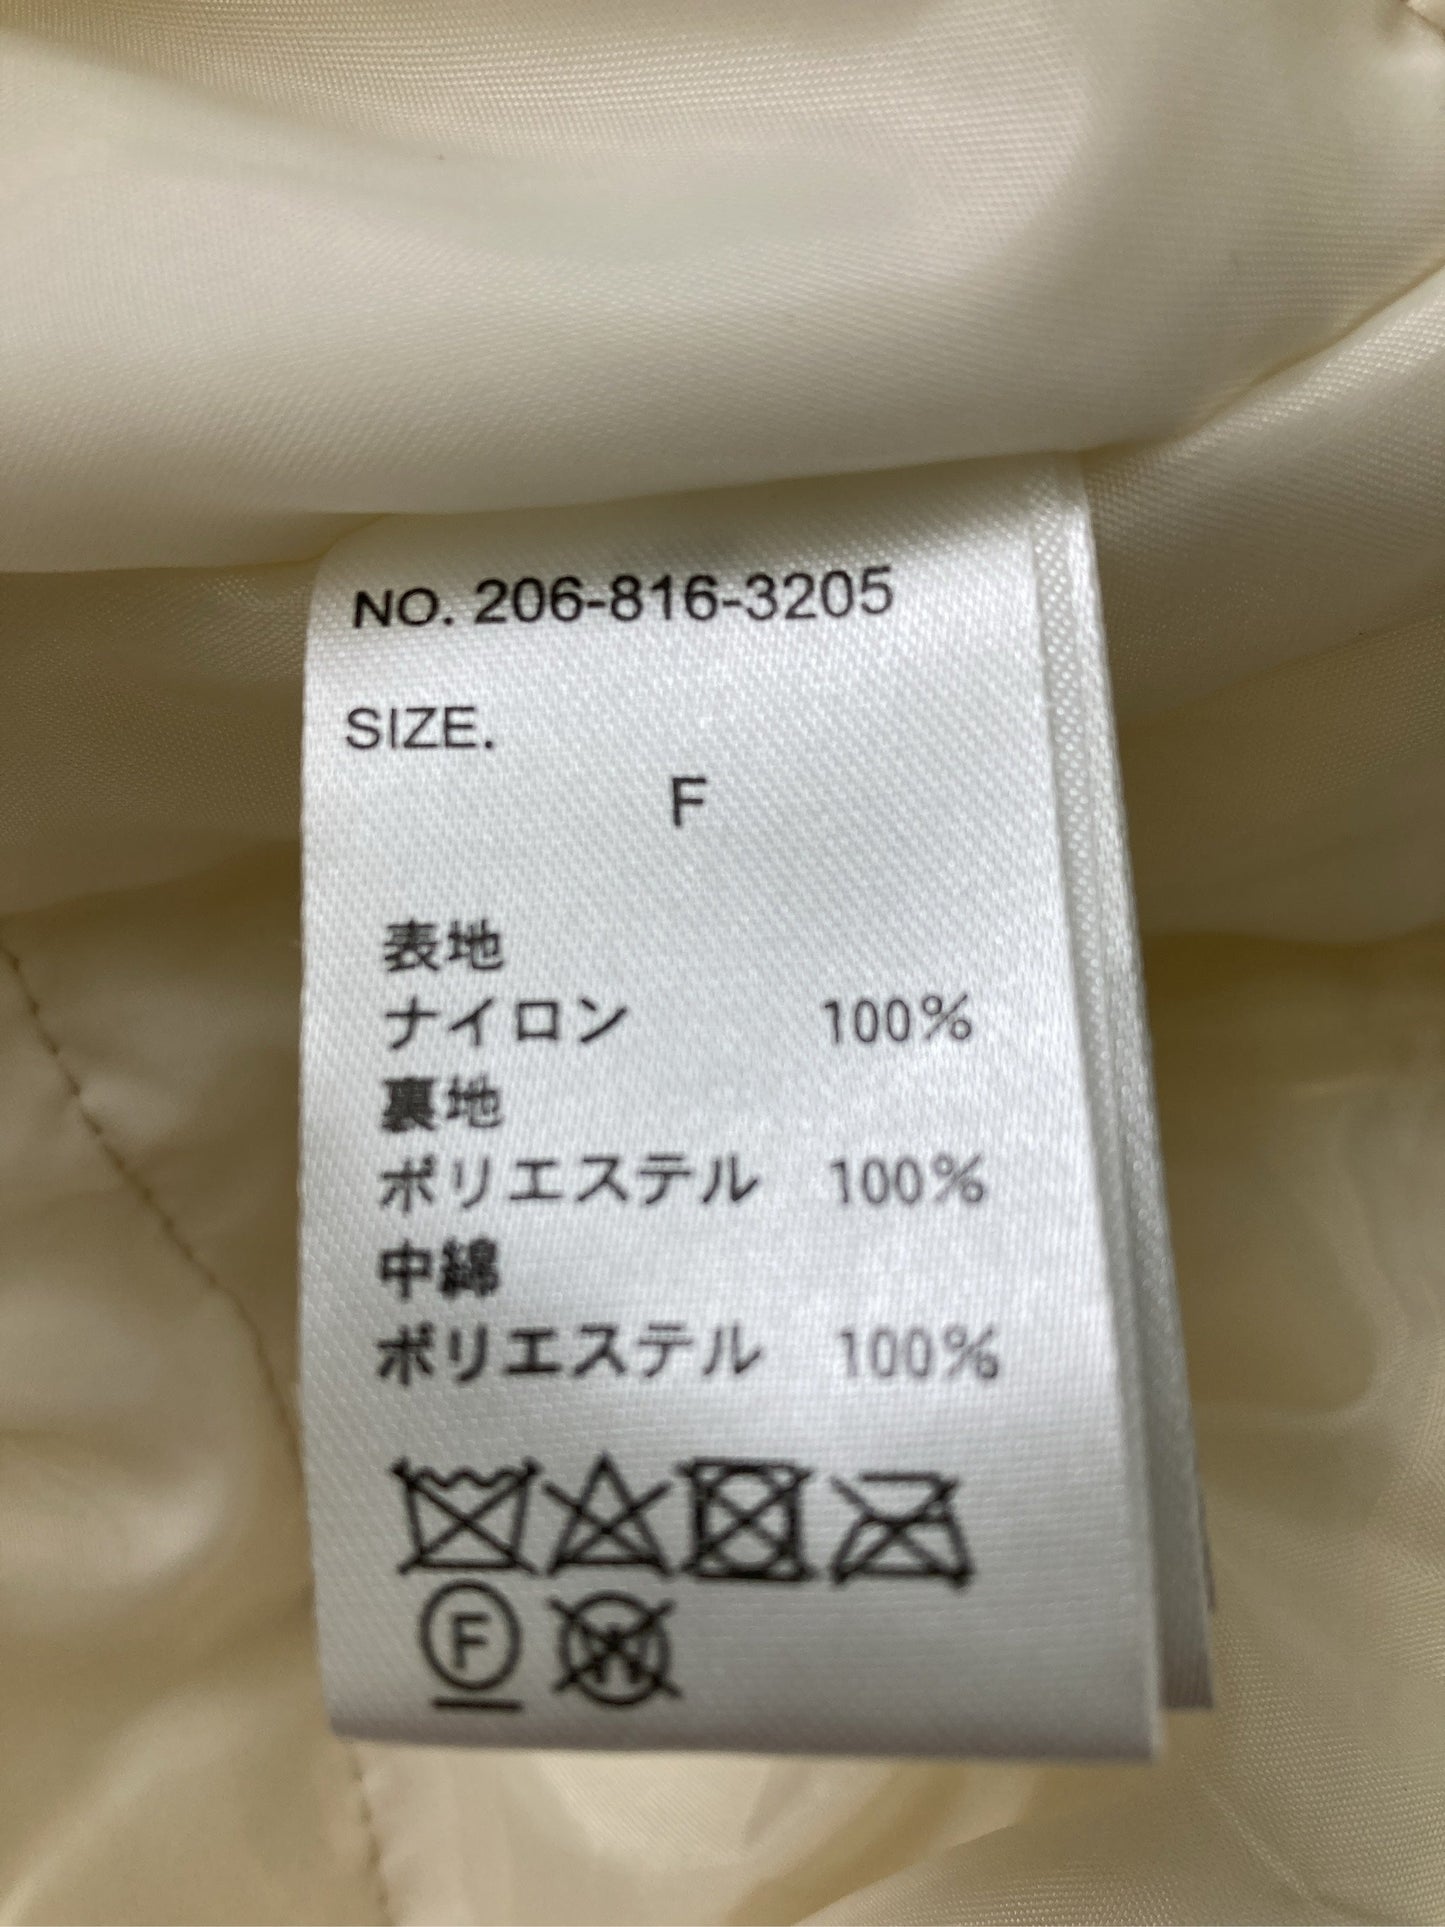 NO. 206-816-3205
SIZE.
F
表地
ナイロン 100%
裏地
ポリエステル 100%
中綿
ポリエステル 100%
F W